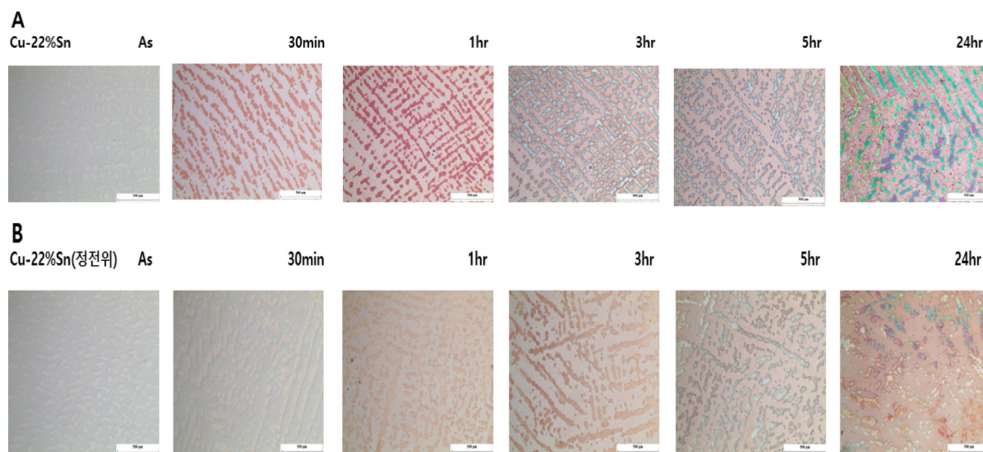 A
Cu-22%Sn As 30min 1hr 3hr 5hr 24hr
B
Cu-22%Sn(정전위) As 30min 1hr 3hr 5hr 24hr